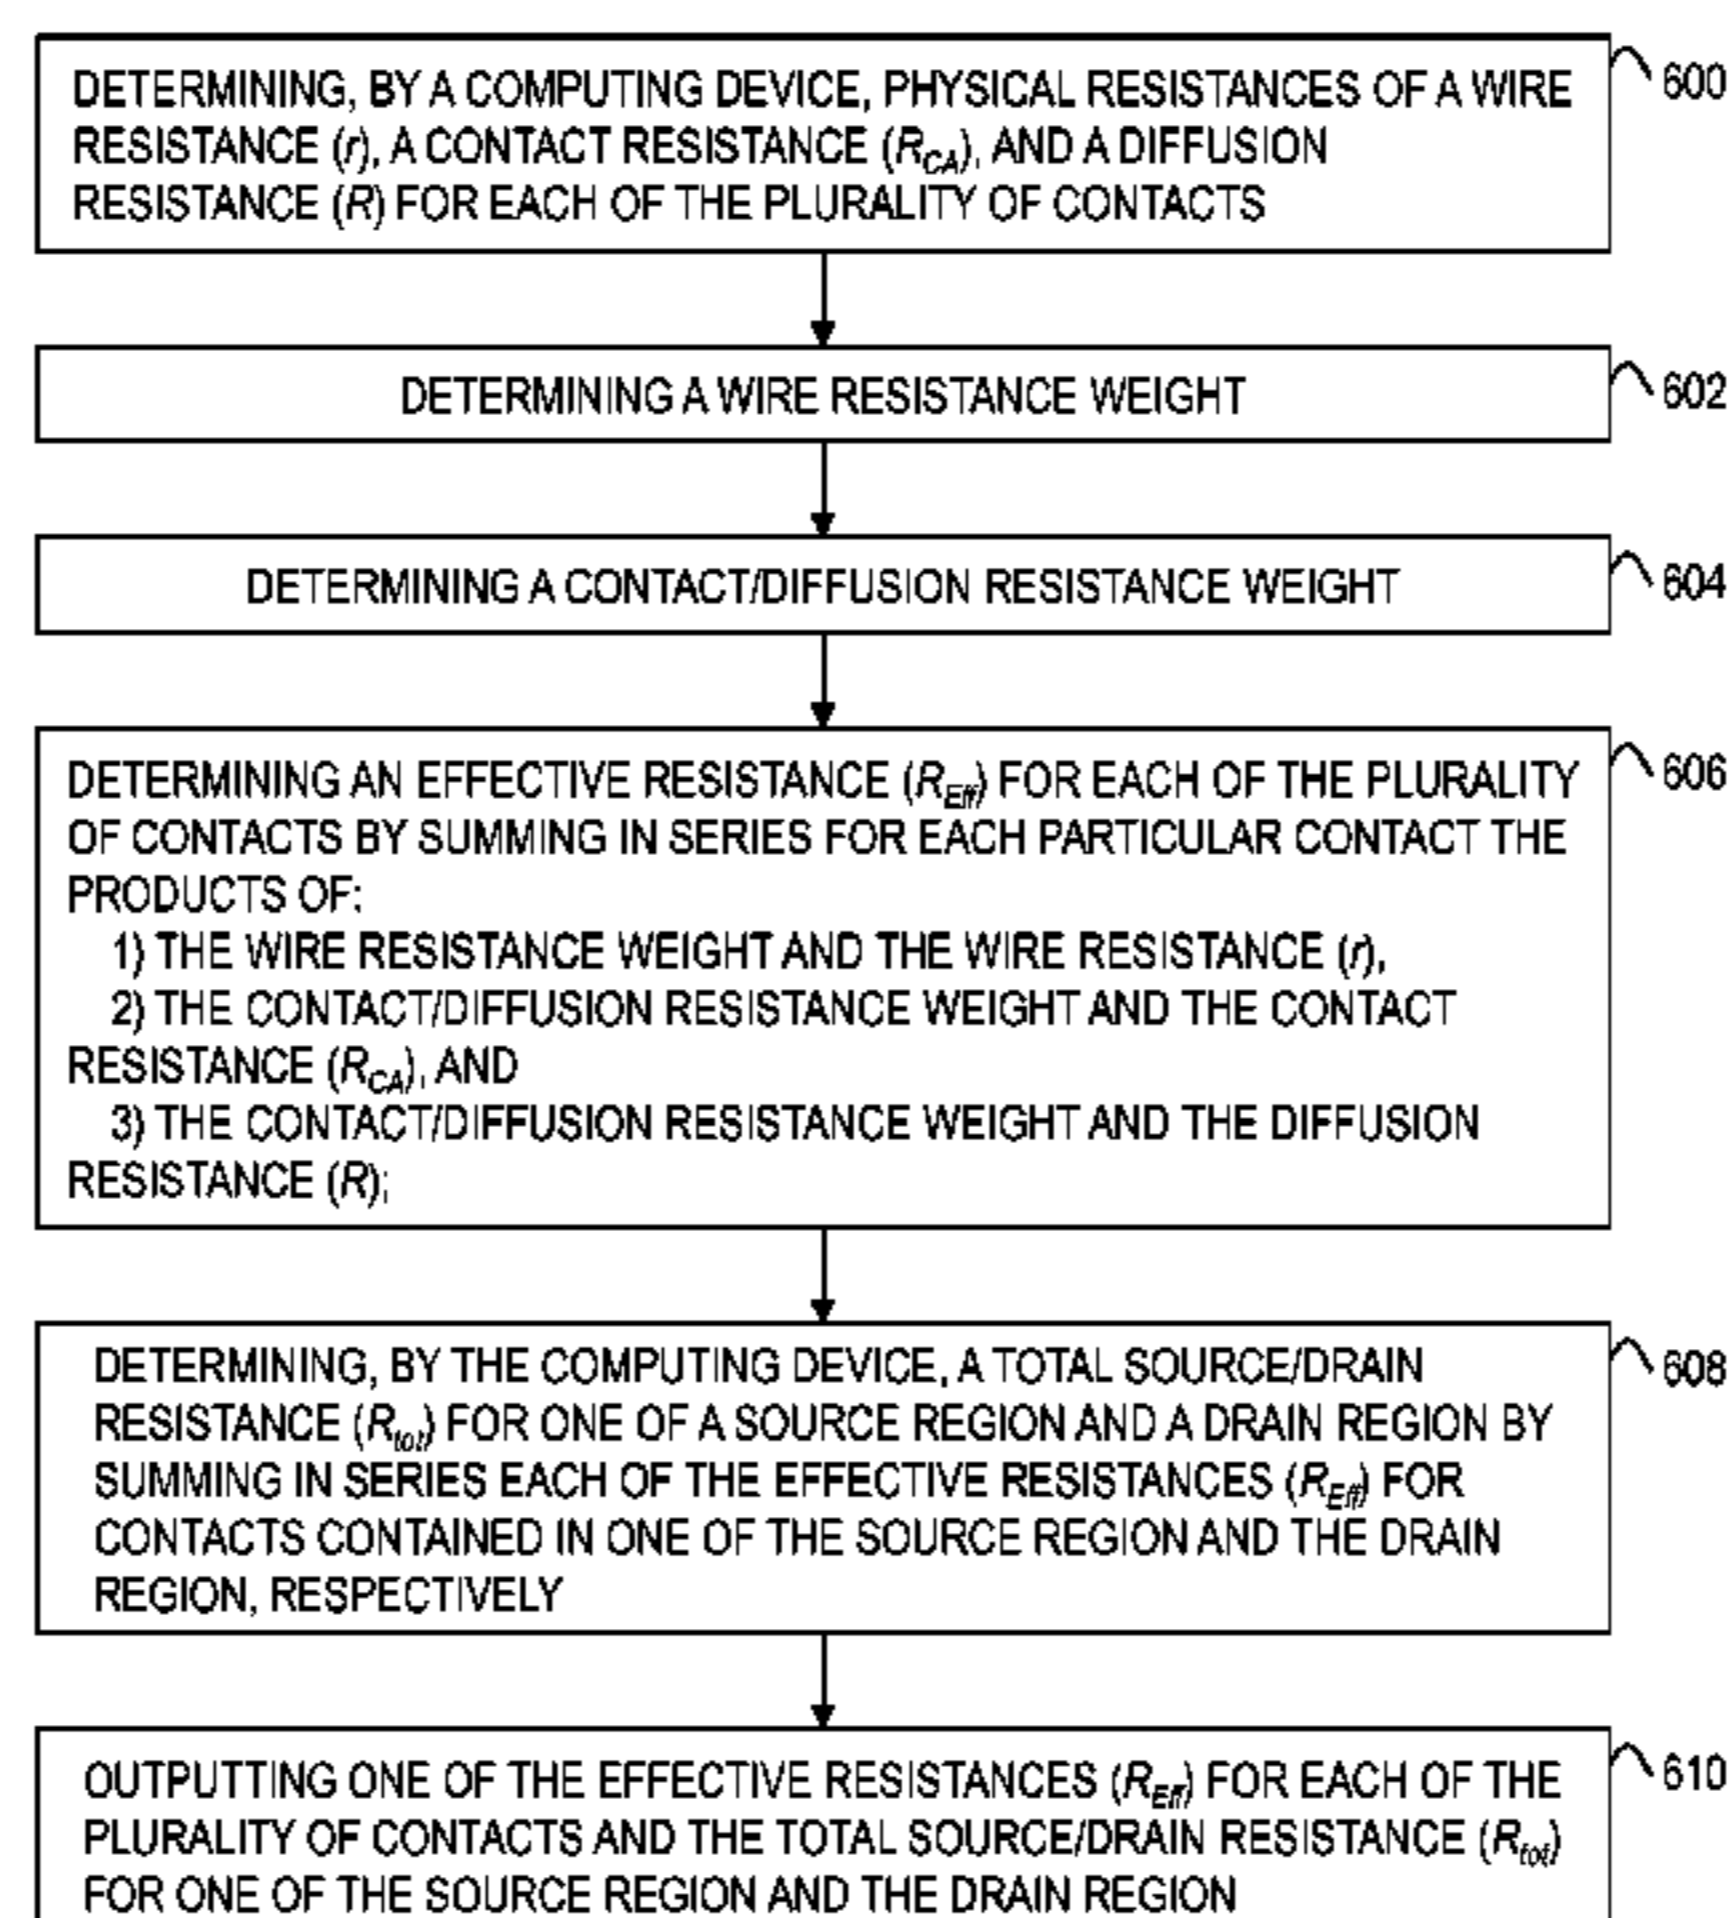 DETERMINING, BY A COMPUTING DEVICE, PHYSICAL RESISTANCES OF A WIRE
RESISTANCE (r), A CONTACT RESISTANCE (R_CA), AND A DIFFUSION
RESISTANCE (R) FOR EACH OF THE PLURALITY OF CONTACTS
600
DETERMINING A WIRE RESISTANCE WEIGHT
602
DETERMINING A CONTACT/DIFFUSION RESISTANCE WEIGHT
604
DETERMINING AN EFFECTIVE RESISTANCE (R_Eff) FOR EACH OF THE PLURALITY
OF CONTACTS BY SUMMING IN SERIES FOR EACH PARTICULAR CONTACT THE
PRODUCTS OF:
1) THE WIRE RESISTANCE WEIGHT AND THE WIRE RESISTANCE (r),
2) THE CONTACT/DIFFUSION RESISTANCE WEIGHT AND THE CONTACT
RESISTANCE (R_CA), AND
3) THE CONTACT/DIFFUSION RESISTANCE WEIGHT AND THE DIFFUSION
RESISTANCE (R);
606
DETERMINING, BY THE COMPUTING DEVICE, A TOTAL SOURCE/DRAIN
RESISTANCE (R_tot) FOR ONE OF A SOURCE REGION AND A DRAIN REGION BY
SUMMING IN SERIES EACH OF THE EFFECTIVE RESISTANCES (R_Eff) FOR
CONTACTS CONTAINED IN ONE OF THE SOURCE REGION AND THE DRAIN
REGION, RESPECTIVELY
608
OUTPUTTING ONE OF THE EFFECTIVE RESISTANCES (R_Eff) FOR EACH OF THE
PLURALITY OF CONTACTS AND THE TOTAL SOURCE/DRAIN RESISTANCE (R_tot)
FOR ONE OF THE SOURCE REGION AND THE DRAIN REGION
610